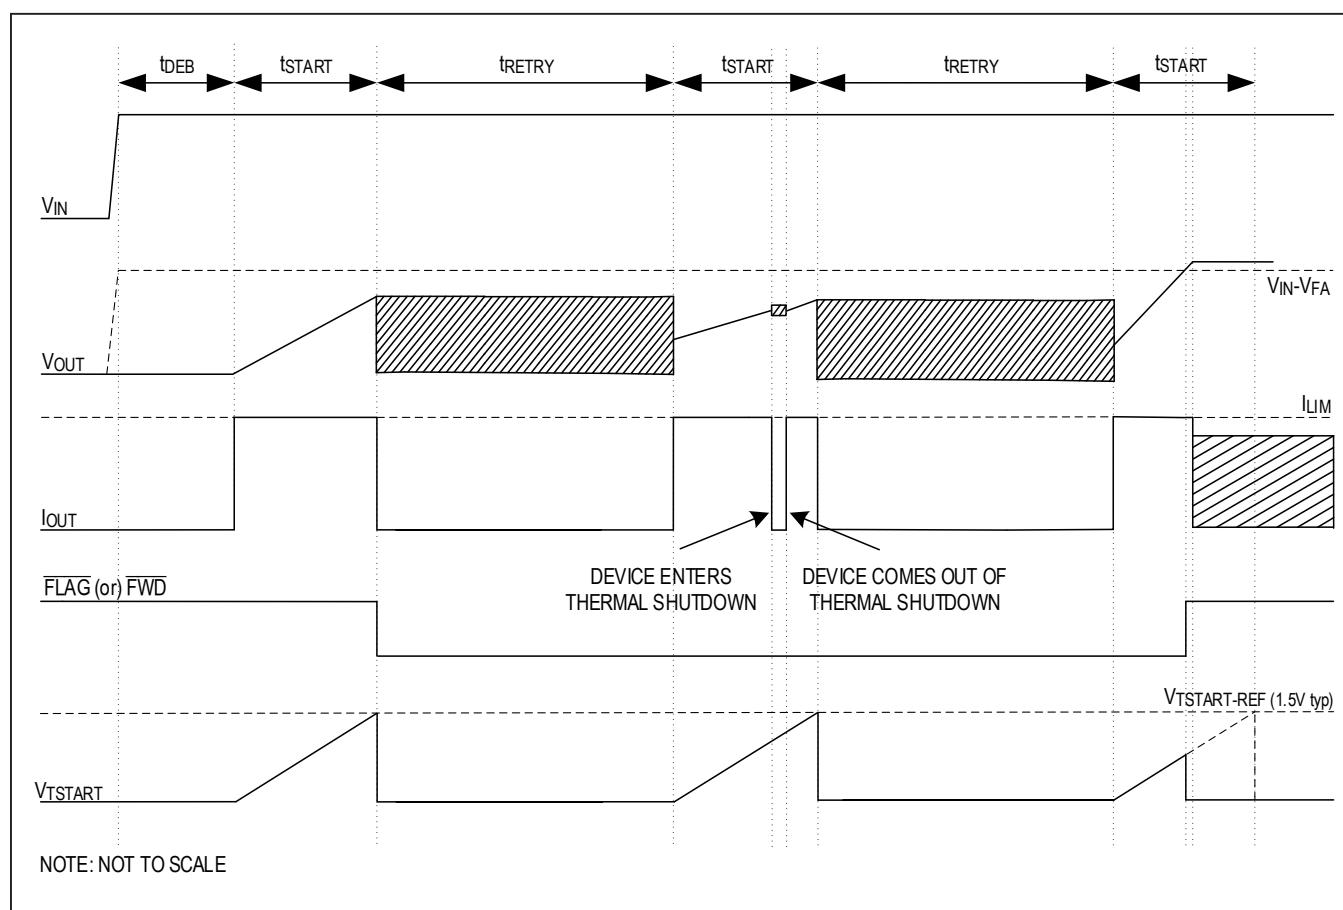 tDEB tSTART tRETRY tSTART tRETRY tSTART
VIN
VIN-VFA
VOUT
ILIM
IOUT
DEVICE ENTERS
THERMAL SHUTDOWN
DEVICE COMES OUT OF
THERMAL SHUTDOWN
FLAG (or) FWD
VTSTART-REF (1.5V typ)
VTSTART
NOTE: NOT TO SCALE